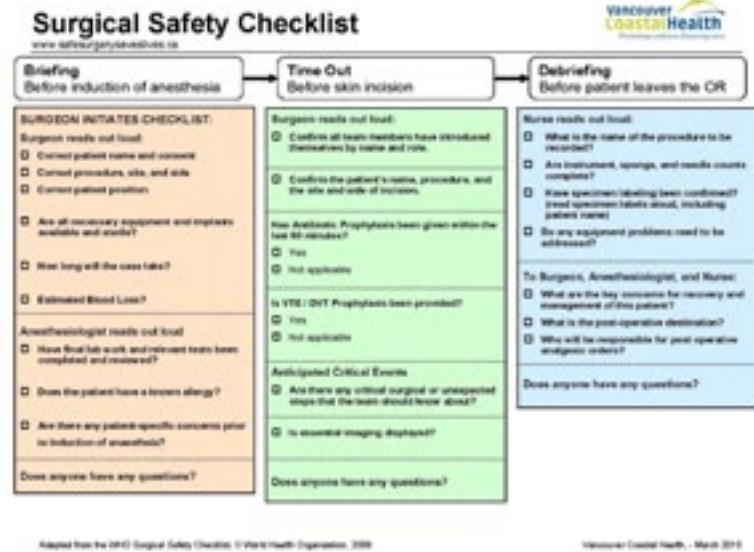 Surgical Safety Checklist
www.safesurgerysaveslives.ca
Vancouver
CoastalHealth
Briefing
Before induction of anesthesia
Time Out
Before skin incision
Debriefing
Before patient leaves the OR
SURGEON INITIATES CHECKLIST:
Surgeon reads out loud:
Correct patient name and consent
Correct procedure, site, and side
Correct patient position
Are all necessary equipment and implants
available and sterile?
How long will the case take?
Estimated Blood Loss?
Anesthesiologist reads out loud
Have final lab work and relevant tests been
completed and reviewed?
Does the patient have a known allergy?
Are there any patient-specific concerns prior
to induction of anaesthesia?
Does anyone have any questions?
Surgeon reads out loud:
Confirm all team members have introduced
themselves by name and role.
Confirm the patient's name, procedure, and
the site and side of incision.
Has Antibiotic Prophylaxis been given within the
last 60 minutes?
Yes
Not applicable
Is VTE / DVT Prophylaxis been provided?
Yes
Not applicable
Anticipated Critical Events
Are there any critical surgical or unexpected
steps that the team should know about?
Is essential imaging displayed?
Does anyone have any questions?
Nurse reads out loud:
What is the name of the procedure to be
recorded?
Are instrument, sponge, and needle counts
complete?
Have specimen labeling been confirmed?
(read specimen labels aloud, including
patient name)
Do any equipment problems need to be
addressed?
To Surgeon, Anesthesiologist, and Nurse:
What are the key concerns for recovery and
management of this patient?
What is the post-operative destination?
Who will be responsible for post operative
analgesic orders?
Does anyone have any questions?
Adapted from the WHO Surgical Safety Checklist, © World Health Organization, 2008
Vancouver Coastal Health, - March 2010